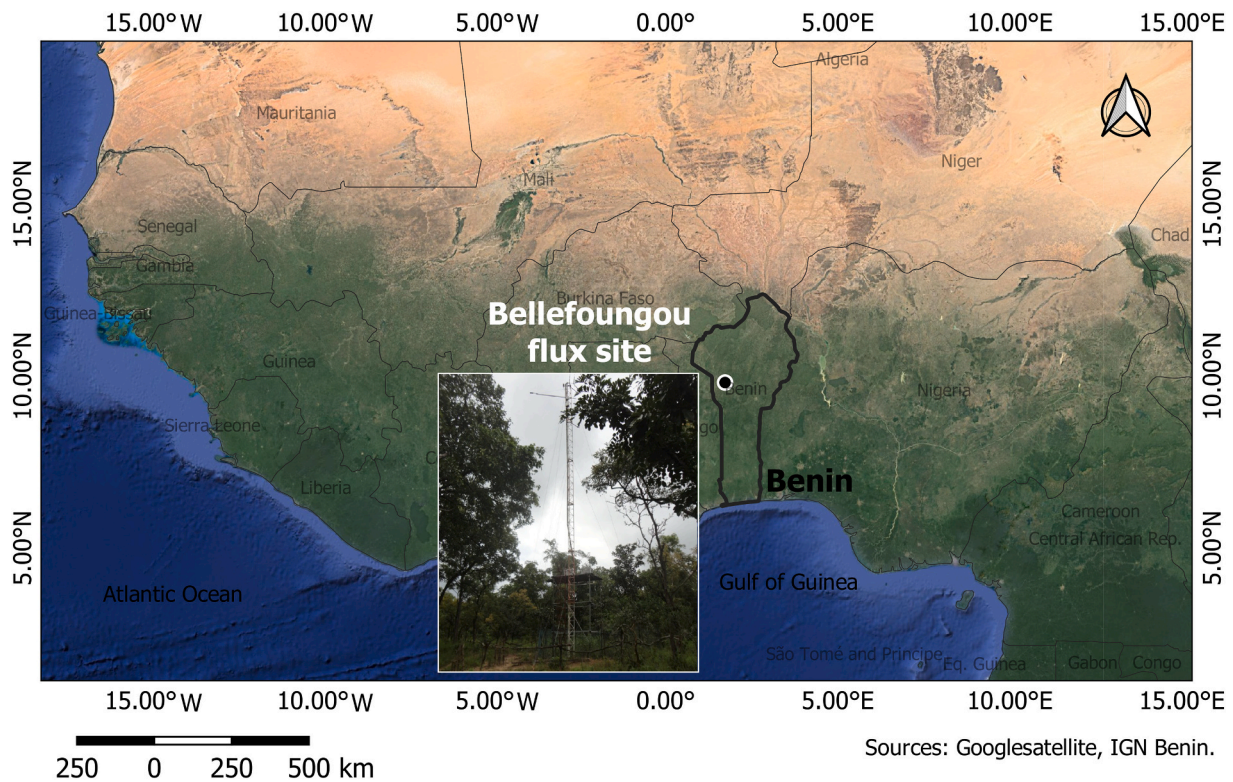 15.00°W 10.00°W 5.00°W 0.00° 5.00°E 10.00°E 15.00°E
Algeria
Mauritania
Niger
Mali
15.00°N
15.00°N
Senegal
Chad
Gambia
Burkina Faso
Guinea-Bissau
Bellefoungou
flux site
Guinea
10.00°N
Benin
Nigeria
10.00°N
Sierra Leone
go
Liberia
C
Benin
Cameroon
Central African Rep.
5.00°N
5.00°N
Atlantic Ocean
Gulf of Guinea
São Tomé and Principe
Eq. Guinea
Gabon
Congo
15.00°W 10.00°W 5.00°W 0.00° 5.00°E 10.00°E 15.00°E
250 0 250 500 km
Sources: Googlesatellite, IGN Benin.